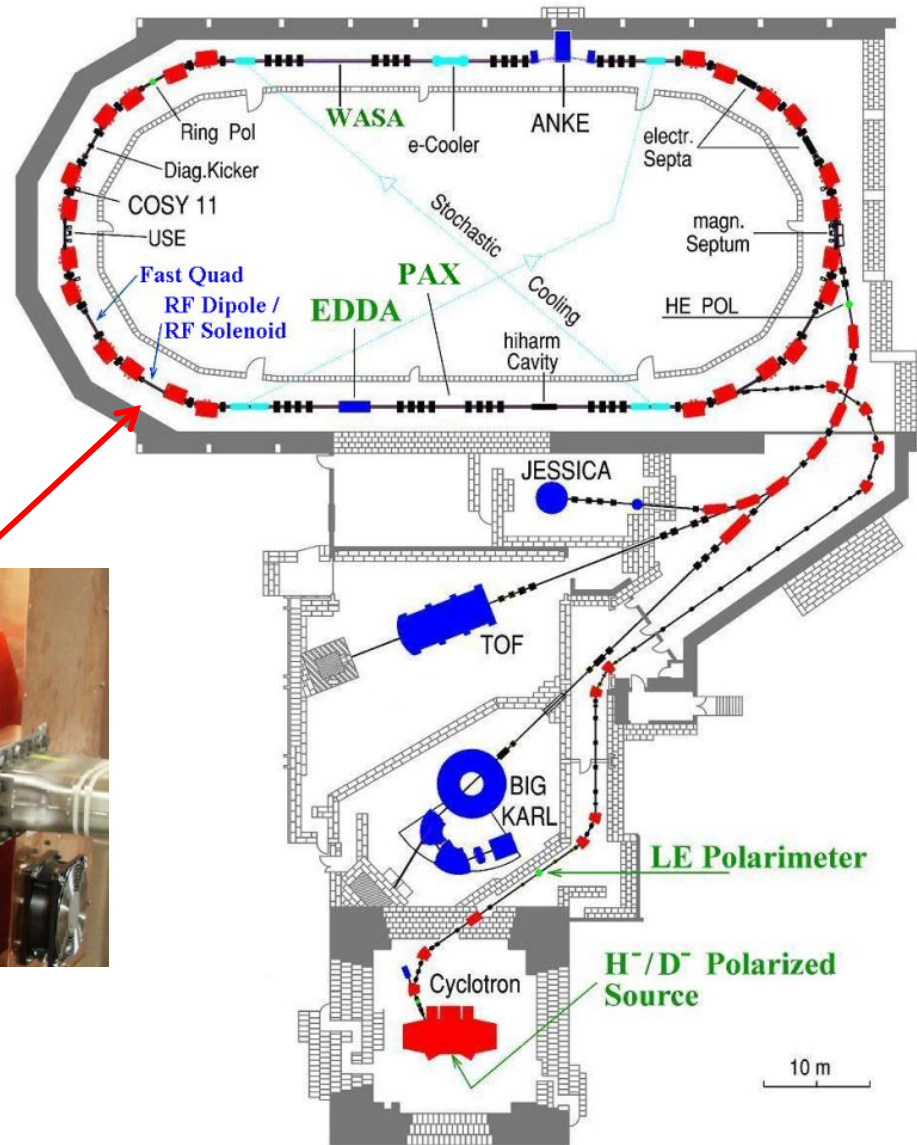 Ring Pol
WASA
e-Cooler
ANKE
electr.
Septa
Diag.Kicker
COSY 11
USE
Stochastic
Cooling
magn.
Septum
Fast Quad
RF Dipole /
RF Solenoid
EDDA
PAX
hiharm
Cavity
HE POL
JESSICA
TOF
BIG
KARL
LE Polarimeter
Cyclotron
H⁻/D⁻ Polarized
Source
10 m